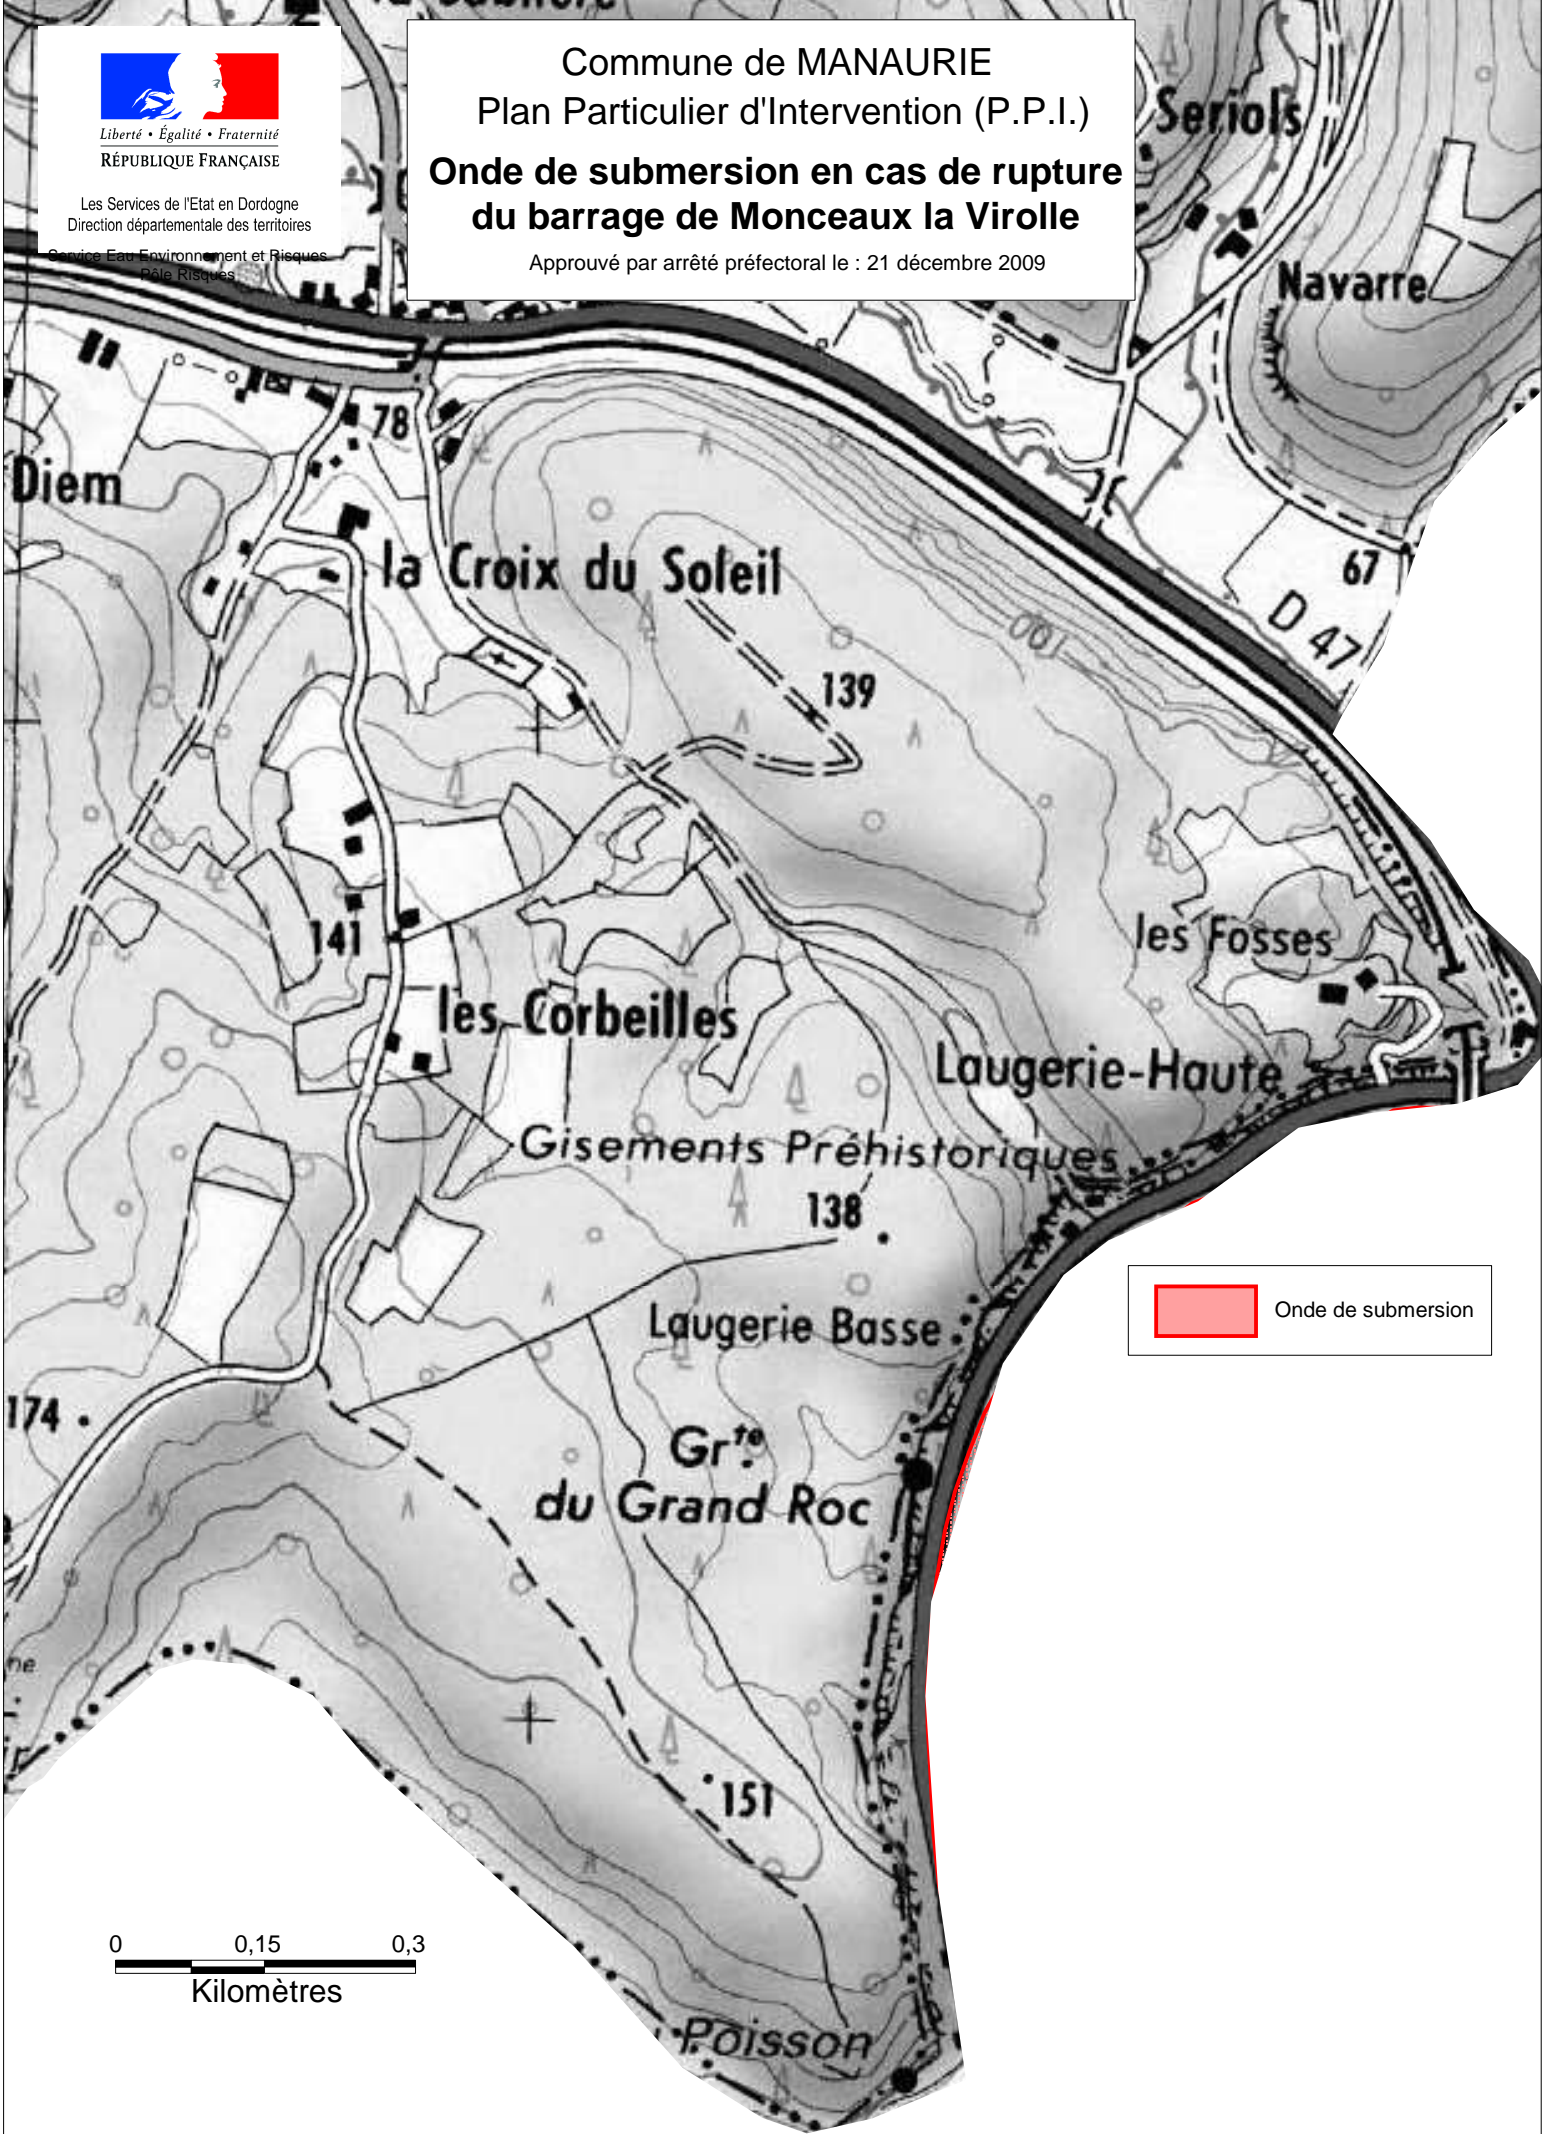 Liberté • Égalité • Fraternité
RÉPUBLIQUE FRANÇAISE
Les Services de l'Etat en Dordogne
Direction départementale des territoires
Service Eau Environnement et Risques
Pôle Risques
Commune de MANAURIE
Plan Particulier d'Intervention (P.P.I.)
Onde de submersion en cas de rupture
du barrage de Monceaux la Virolle
Approuvé par arrêté préfectoral le : 21 décembre 2009
Seriols
Navarre
78
Diem
la Croix du Soleil
67
D 47
100
139
les Fosses
141
les Corbeilles
Laugerie-Haute
Gisements Préhistoriques
138
Onde de submersion
Laugerie Basse
174
Grte
du Grand Roc
151
0 0,15 0,3
Kilomètres
Poisson